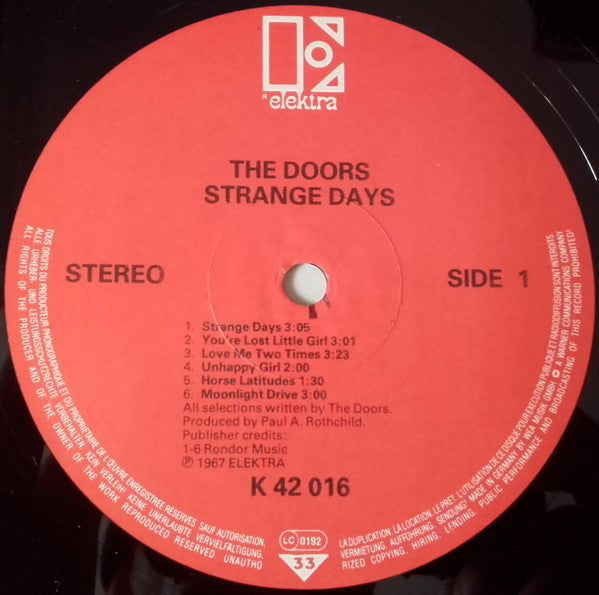 elektra
THE DOORS
STRANGE DAYS
STEREO
SIDE 1
1. Strange Days 3:05
2. You're Lost Little Girl 3:01
3. Love Me Two Times 3:23
4. Unhappy Girl 2:00
5. Horse Latitudes 1:30
6. Moonlight Drive 3:00
All selections written by The Doors.
Produced by Paul A. Rothchild.
Publisher credits:
1-6 Rondor Music
Ⓟ 1967 ELEKTRA
K 42 016
LC 0192
33
TOUS DROITS DU PRODUCTEUR PHONOGRAPHIQUE ET DU PROPRIETAIRE DE L'ŒUVRE ENREGISTREE RESERVES SAUF AUTORISATION,
LA DUPLICATION, LA LOCATION, LE PRET, L'UTILISATION DE CE DISQUE POUR EXECUTION PUBLIQUE ET RADIODIFFUSION SONT INTERDITS
ALLE URHEBER- UND LEISTUNGSSCHUTZRECHTE VORBEHALTEN. KEIN VERLEIH! KEINE UNERLAUBTE VERVIELFÄLTIGUNG,
VERMIETUNG, AUFFÜHRUNG, SENDUNG. MADE IN GERMANY BY WEA MUSIK GMBH A WARNER COMMUNICATIONS COMPANY
ALL RIGHTS OF THE PRODUCER AND OF THE OWNER OF THE WORK REPRODUCED RESERVED UNAUTHO
RIZED COPYING, HIRING, LENDING, PUBLIC PERFORMANCE AND BROADCASTING OF THIS RECORD PROHIBITED!